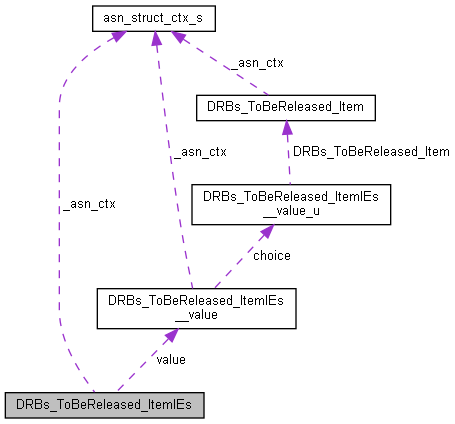 asn_struct_ctx_s
_asn_ctx
DRBs_ToBeReleased_Item
DRBs_ToBeReleased_Item
_asn_ctx
DRBs_ToBeReleased_ItemIEs
__value_u
_asn_ctx
choice
DRBs_ToBeReleased_ItemIEs
__value
value
DRBs_ToBeReleased_ItemIEs